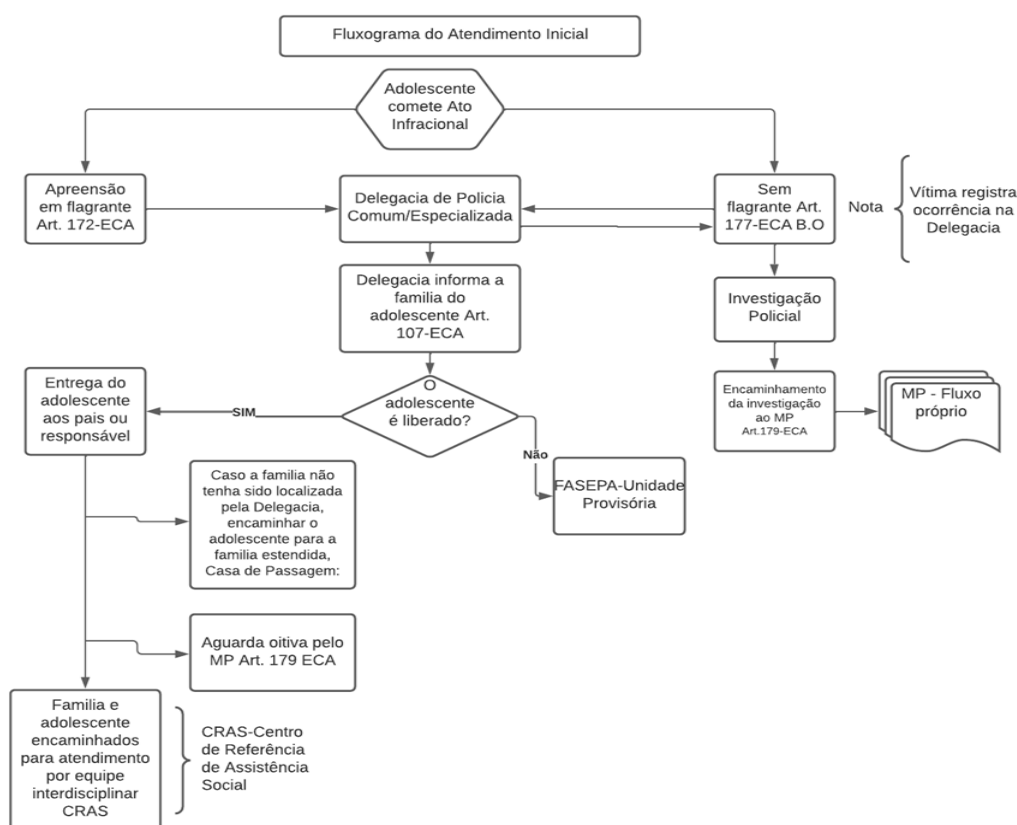 Fluxograma do Atendimento Inicial
Adolescente
comete Ato
Infracional
Apreensão
em flagrante
Art. 172-ECA
Delegacia de Policia
Comum/Especializada
Sem
flagrante Art.
177-ECA B.O
Nota
Vítima registra
ocorrência na
Delegacia
Delegacia informa a
familia do
adolescente Art.
107-ECA
Investigação
Policial
Entrega do
adolescente
aos pais ou
responsável
SIM
O
adolescente
é liberado?
Não
Encaminhamento
da investigação
ao MP
Art.179-ECA
MP - Fluxo
próprio
FASEPA-Unidade
Provisória
Caso a familia não
tenha sido localizada
pela Delegacia,
encaminhar o
adolescente para a
familia estendida,
Casa de Passagem:
Aguarda oitiva pelo
MP Art. 179 ECA
Familia e
adolescente
encaminhados
para atendimento
por equipe
interdisciplinar
CRAS
CRAS-Centro
de Referência
de Assistência
Social